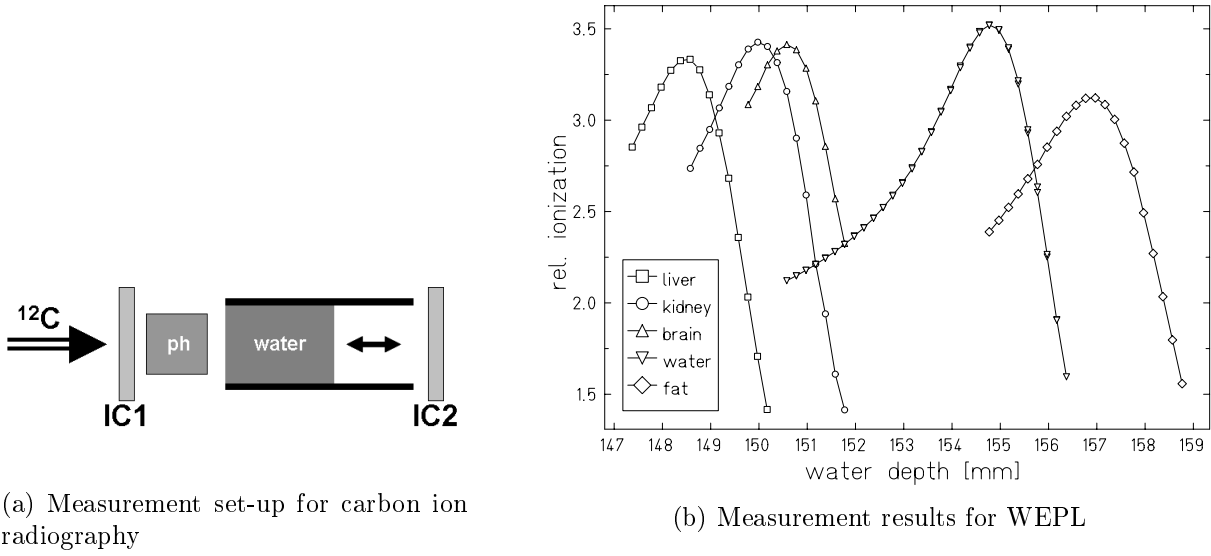 ¹²C
ph
water
IC1
IC2
(a) Measurement set-up for carbon ion
radiography
rel. ionization
3.5
3.0
2.5
2.0
1.5
liver
kidney
brain
water
fat
147 148 149 150 151 152 153 154 155 156 157 158 159
water depth [mm]
(b) Measurement results for WEPL